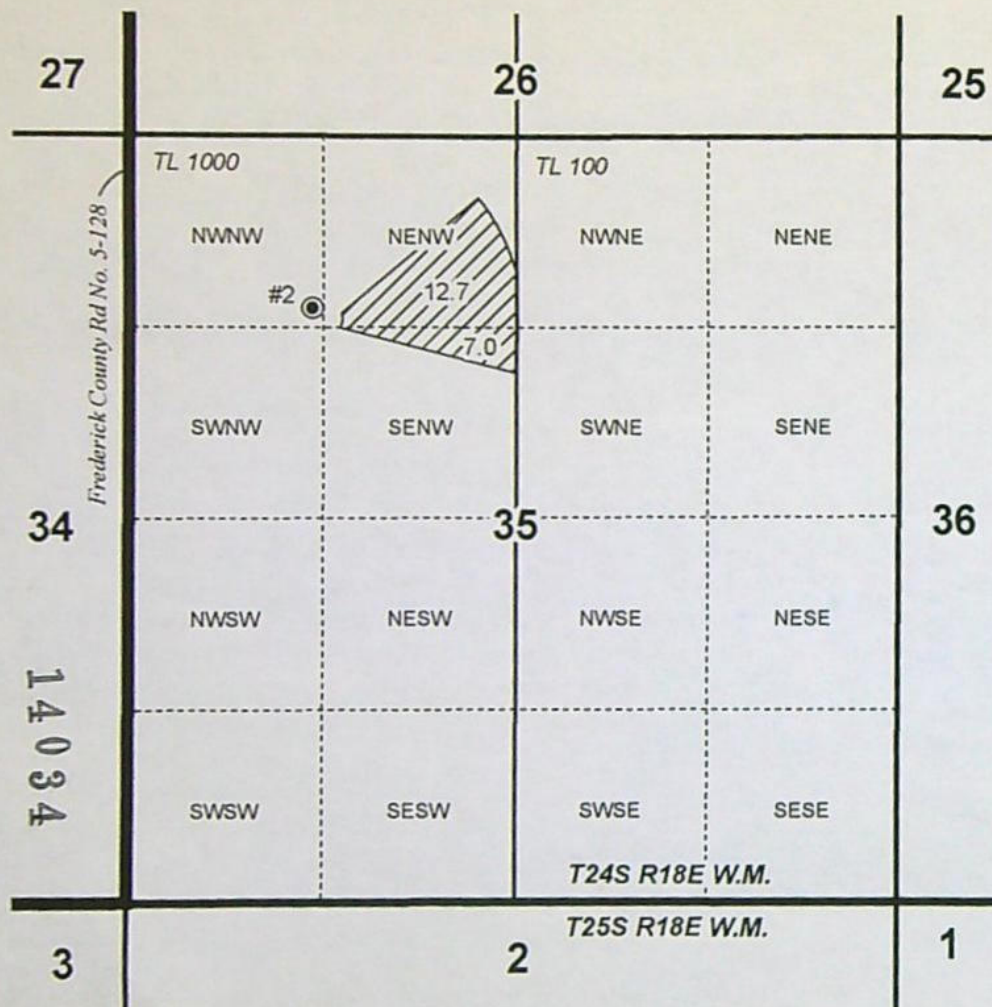 27
26
25
TL 1000
TL 100
NWNW
NENW
NWNE
NENE
Frederick County Rd No. 5-128
#2
12.7
7.0
SWNW
SENW
SWNE
SENE
34
35
36
NWSW
NESW
NWSE
NESE
14034
SWSW
SESW
SWSE
SESE
T24S R18E W.M.
T25S R18E W.M.
3
2
1